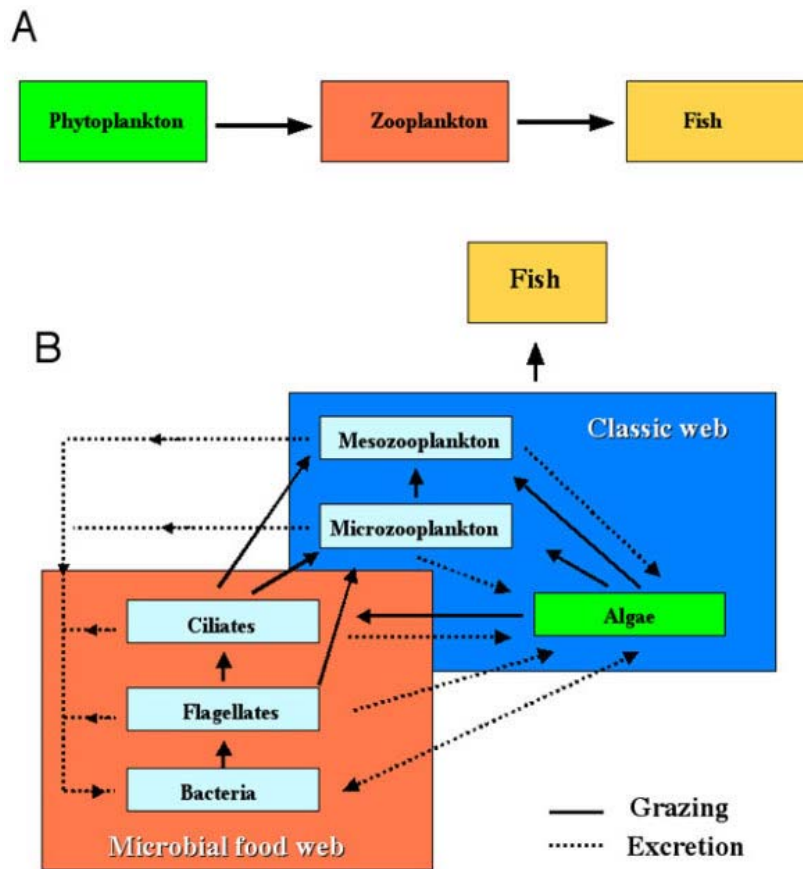 A
Phytoplankton
Zooplankton
Fish
Fish
B
Classic web
Mesozooplankton
Microzooplankton
Ciliates
Algae
Flagellates
Bacteria
Microbial food web
Grazing
Excretion